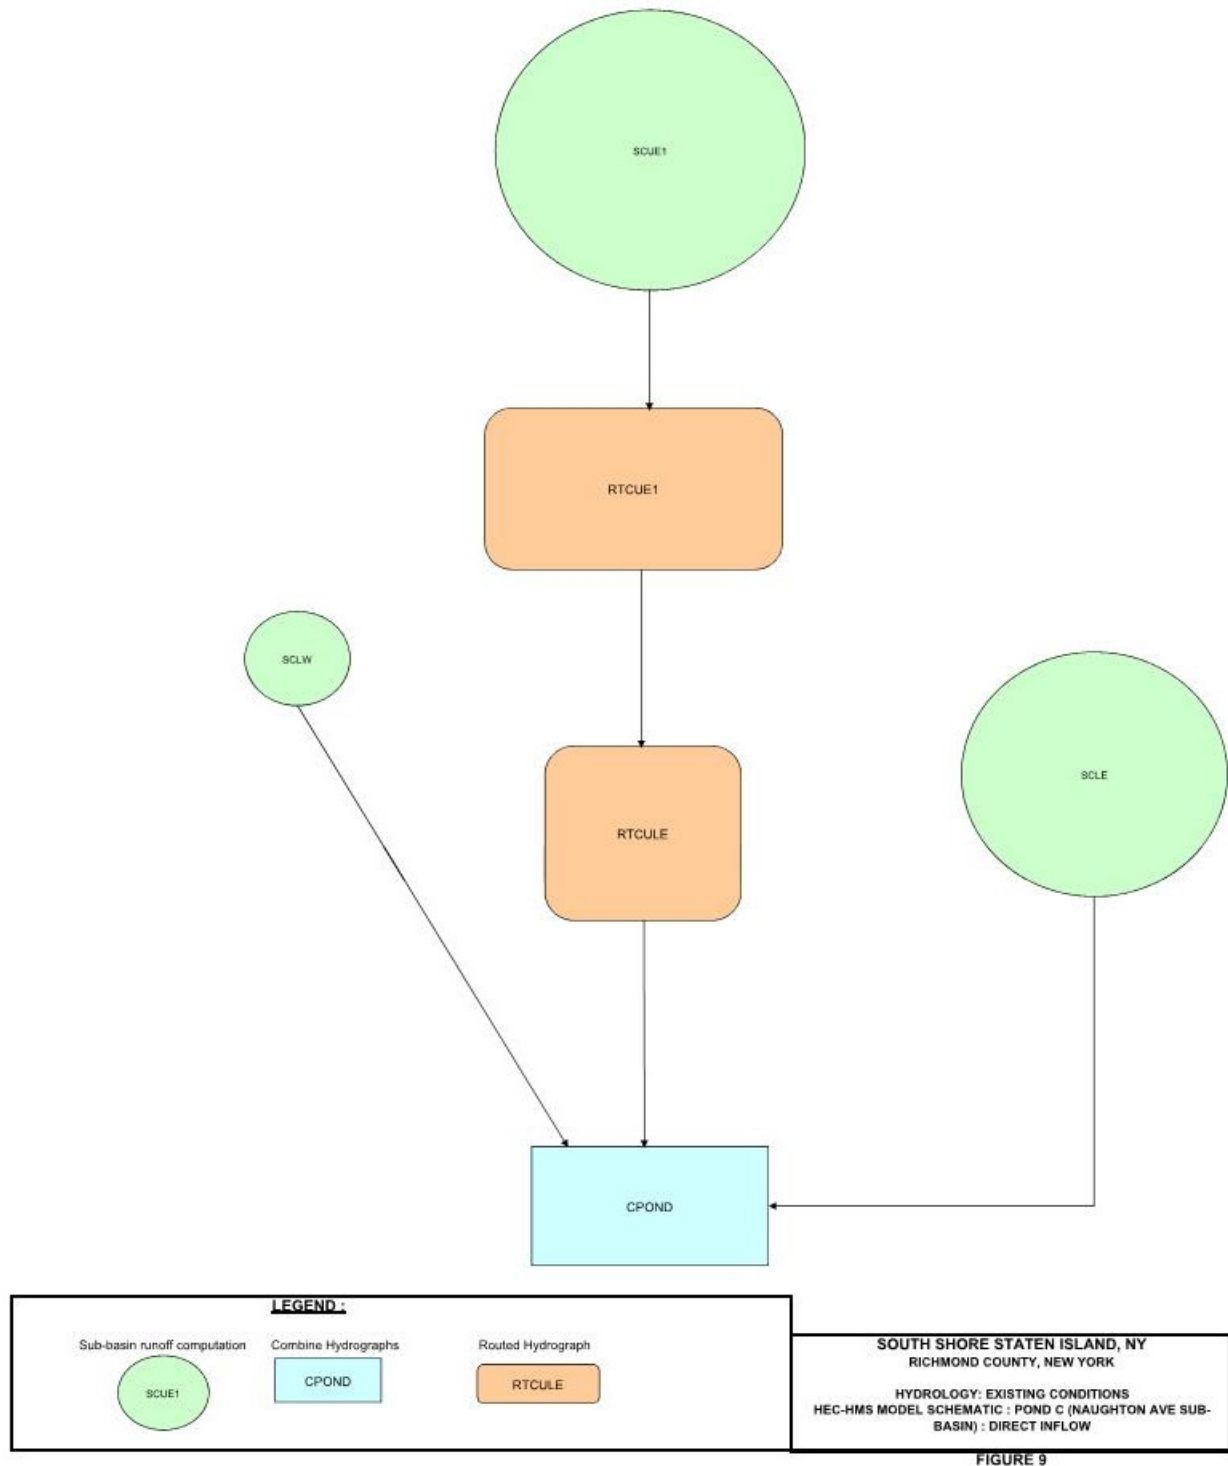 SCUE1
RTCUE1
SCLW
SCLE
RTCULE
CPOND
LEGEND :
Sub-basin runoff computation
Combine Hydrographs
Routed Hydrograph
SCUE1
CPOND
RTCULE
SOUTH SHORE STATEN ISLAND, NY
RICHMOND COUNTY, NEW YORK
HYDROLOGY: EXISTING CONDITIONS
HEC-HMS MODEL SCHEMATIC : POND C (NAUGHTON AVE SUB-
BASIN) : DIRECT INFLOW
FIGURE 9